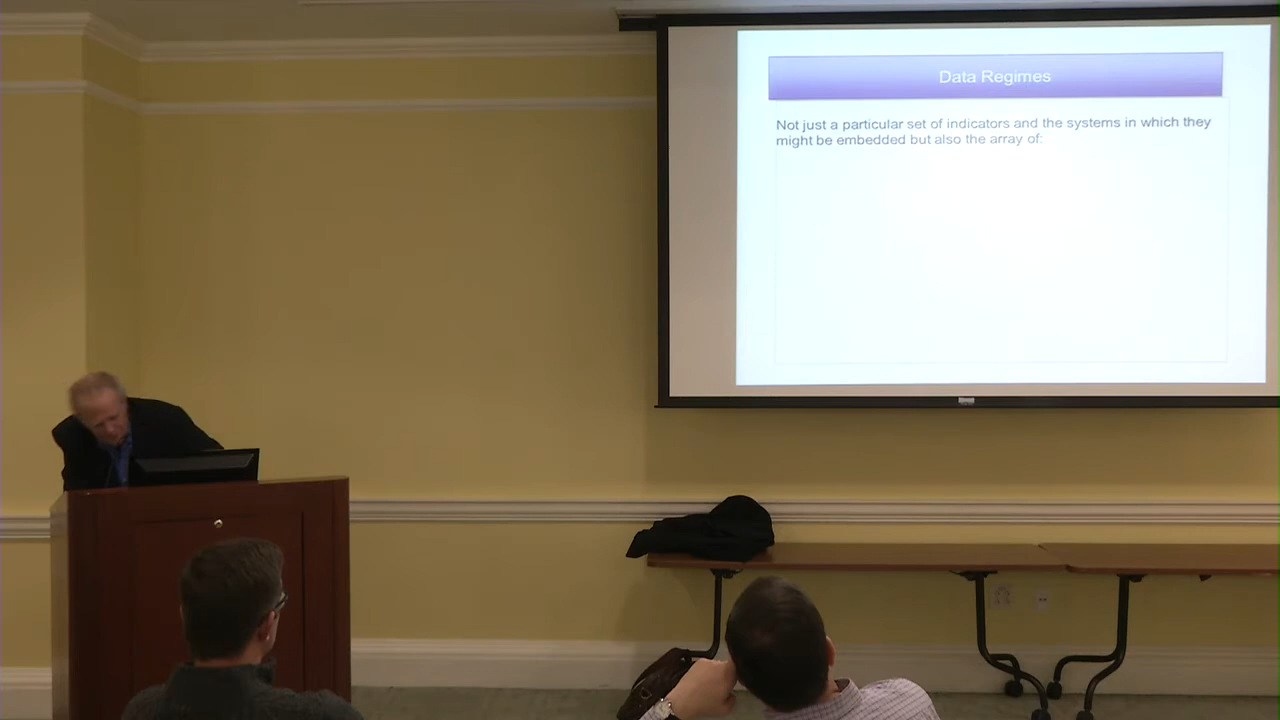 Data Regimes
Not just a particular set of indicators and the systems in which they
might be embedded but also the array of: